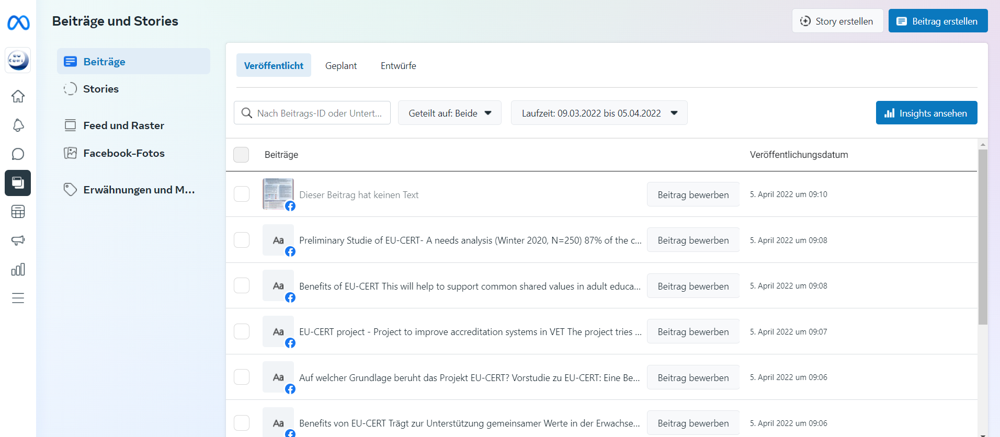 Beiträge und Stories
Story erstellen
Beitrag erstellen
EU
CERT
Beiträge
Stories
Feed und Raster
Facebook-Fotos
Erwähnungen und M...
Veröffentlicht
Geplant
Entwürfe
Nach Beitrags-ID oder Untert...
Geteilt auf: Beide
Laufzeit: 09.03.2022 bis 05.04.2022
Insights ansehen
Beiträge
Veröffentlichungsdatum
Dieser Beitrag hat keinen Text
Beitrag bewerben
5. April 2022 um 09:10
Aa
Preliminary Studie of EU-CERT- A needs analysis (Winter 2020, N=250) 87% of the c...
Beitrag bewerben
5. April 2022 um 09:08
Aa
Benefits of EU-CERT This will help to support common shared values in adult educa...
Beitrag bewerben
5. April 2022 um 09:08
Aa
EU-CERT project - Project to improve accreditation systems in VET The project tries ...
Beitrag bewerben
5. April 2022 um 09:07
Aa
Auf welcher Grundlage beruht das Projekt EU-CERT? Vorstudie zu EU-CERT: Eine Be...
Beitrag bewerben
5. April 2022 um 09:06
Aa
Benefits von EU-CERT Trägt zur Unterstützung gemeinsamer Werte in der Erwachse...
Beitrag bewerben
5. April 2022 um 09:06